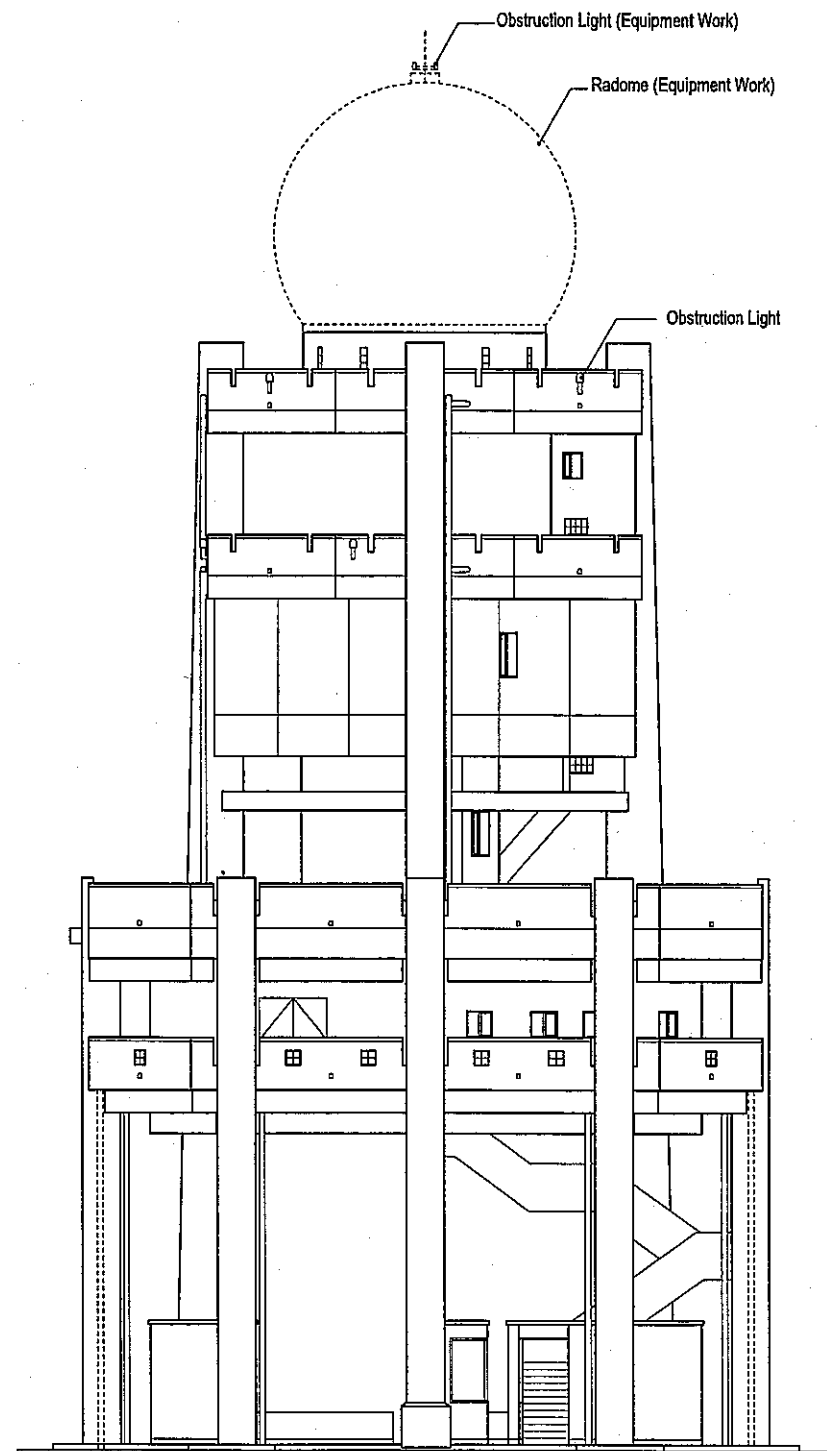 Obstruction Light (Equipment Work)
Radome (Equipment Work)
Obstruction Light